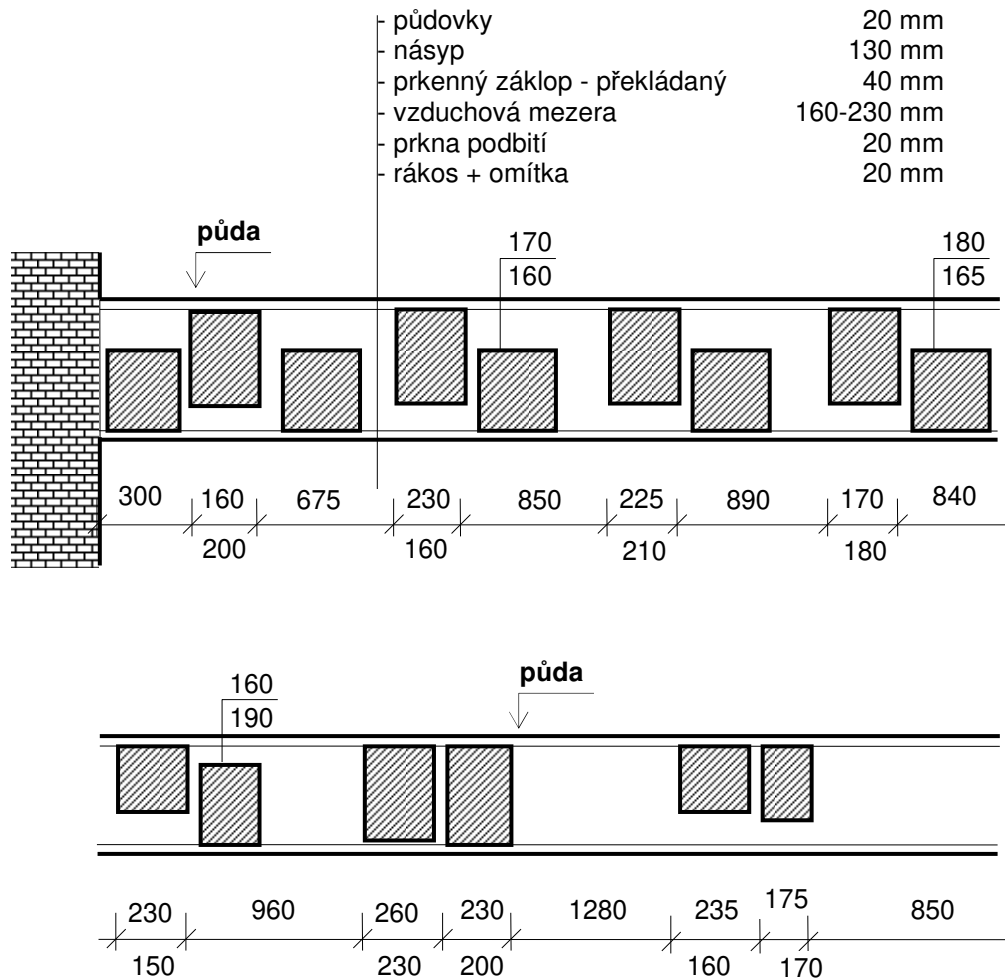 - půdovky 20 mm
- násyp 130 mm
- prkenný záklop - překládaný 40 mm
- vzduchová mezera 160-230 mm
- prkna podbití 20 mm
- rákos + omítka 20 mm
půda
170
160
180
165
300 160 675 230 850 225 890 170 840
200 160 210 180
160
190
půda
230 960 260 230 1280 235 175 850
150 230 200 160 170